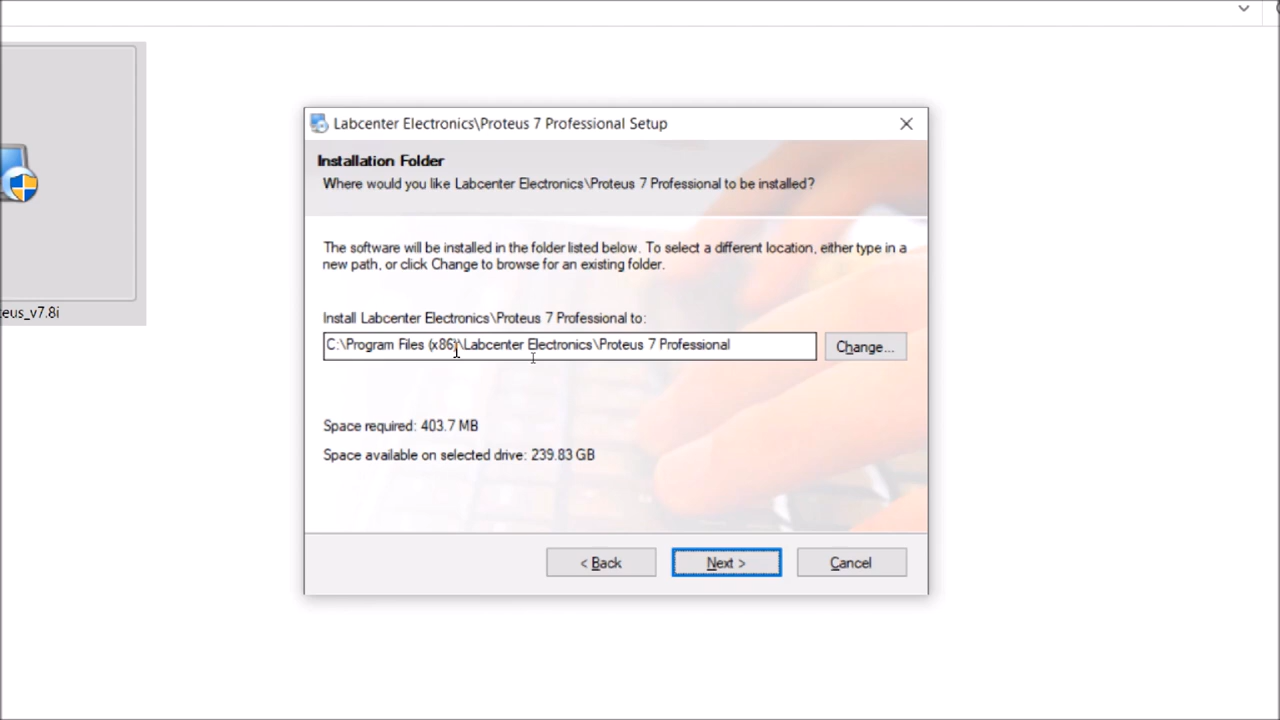 Labcenter Electronics\Proteus 7 Professional Setup
Installation Folder
Where would you like Labcenter Electronics\Proteus 7 Professional to be installed?
The software will be installed in the folder listed below. To select a different location, either type in a
new path, or click Change to browse for an existing folder.
eus_v7.8i
Install Labcenter Electronics\Proteus 7 Professional to:
C:\Program Files (x86)\Labcenter Electronics\Proteus 7 Professional
Change...
Space required: 403.7 MB
Space available on selected drive: 239.83 GB
< Back
Next >
Cancel